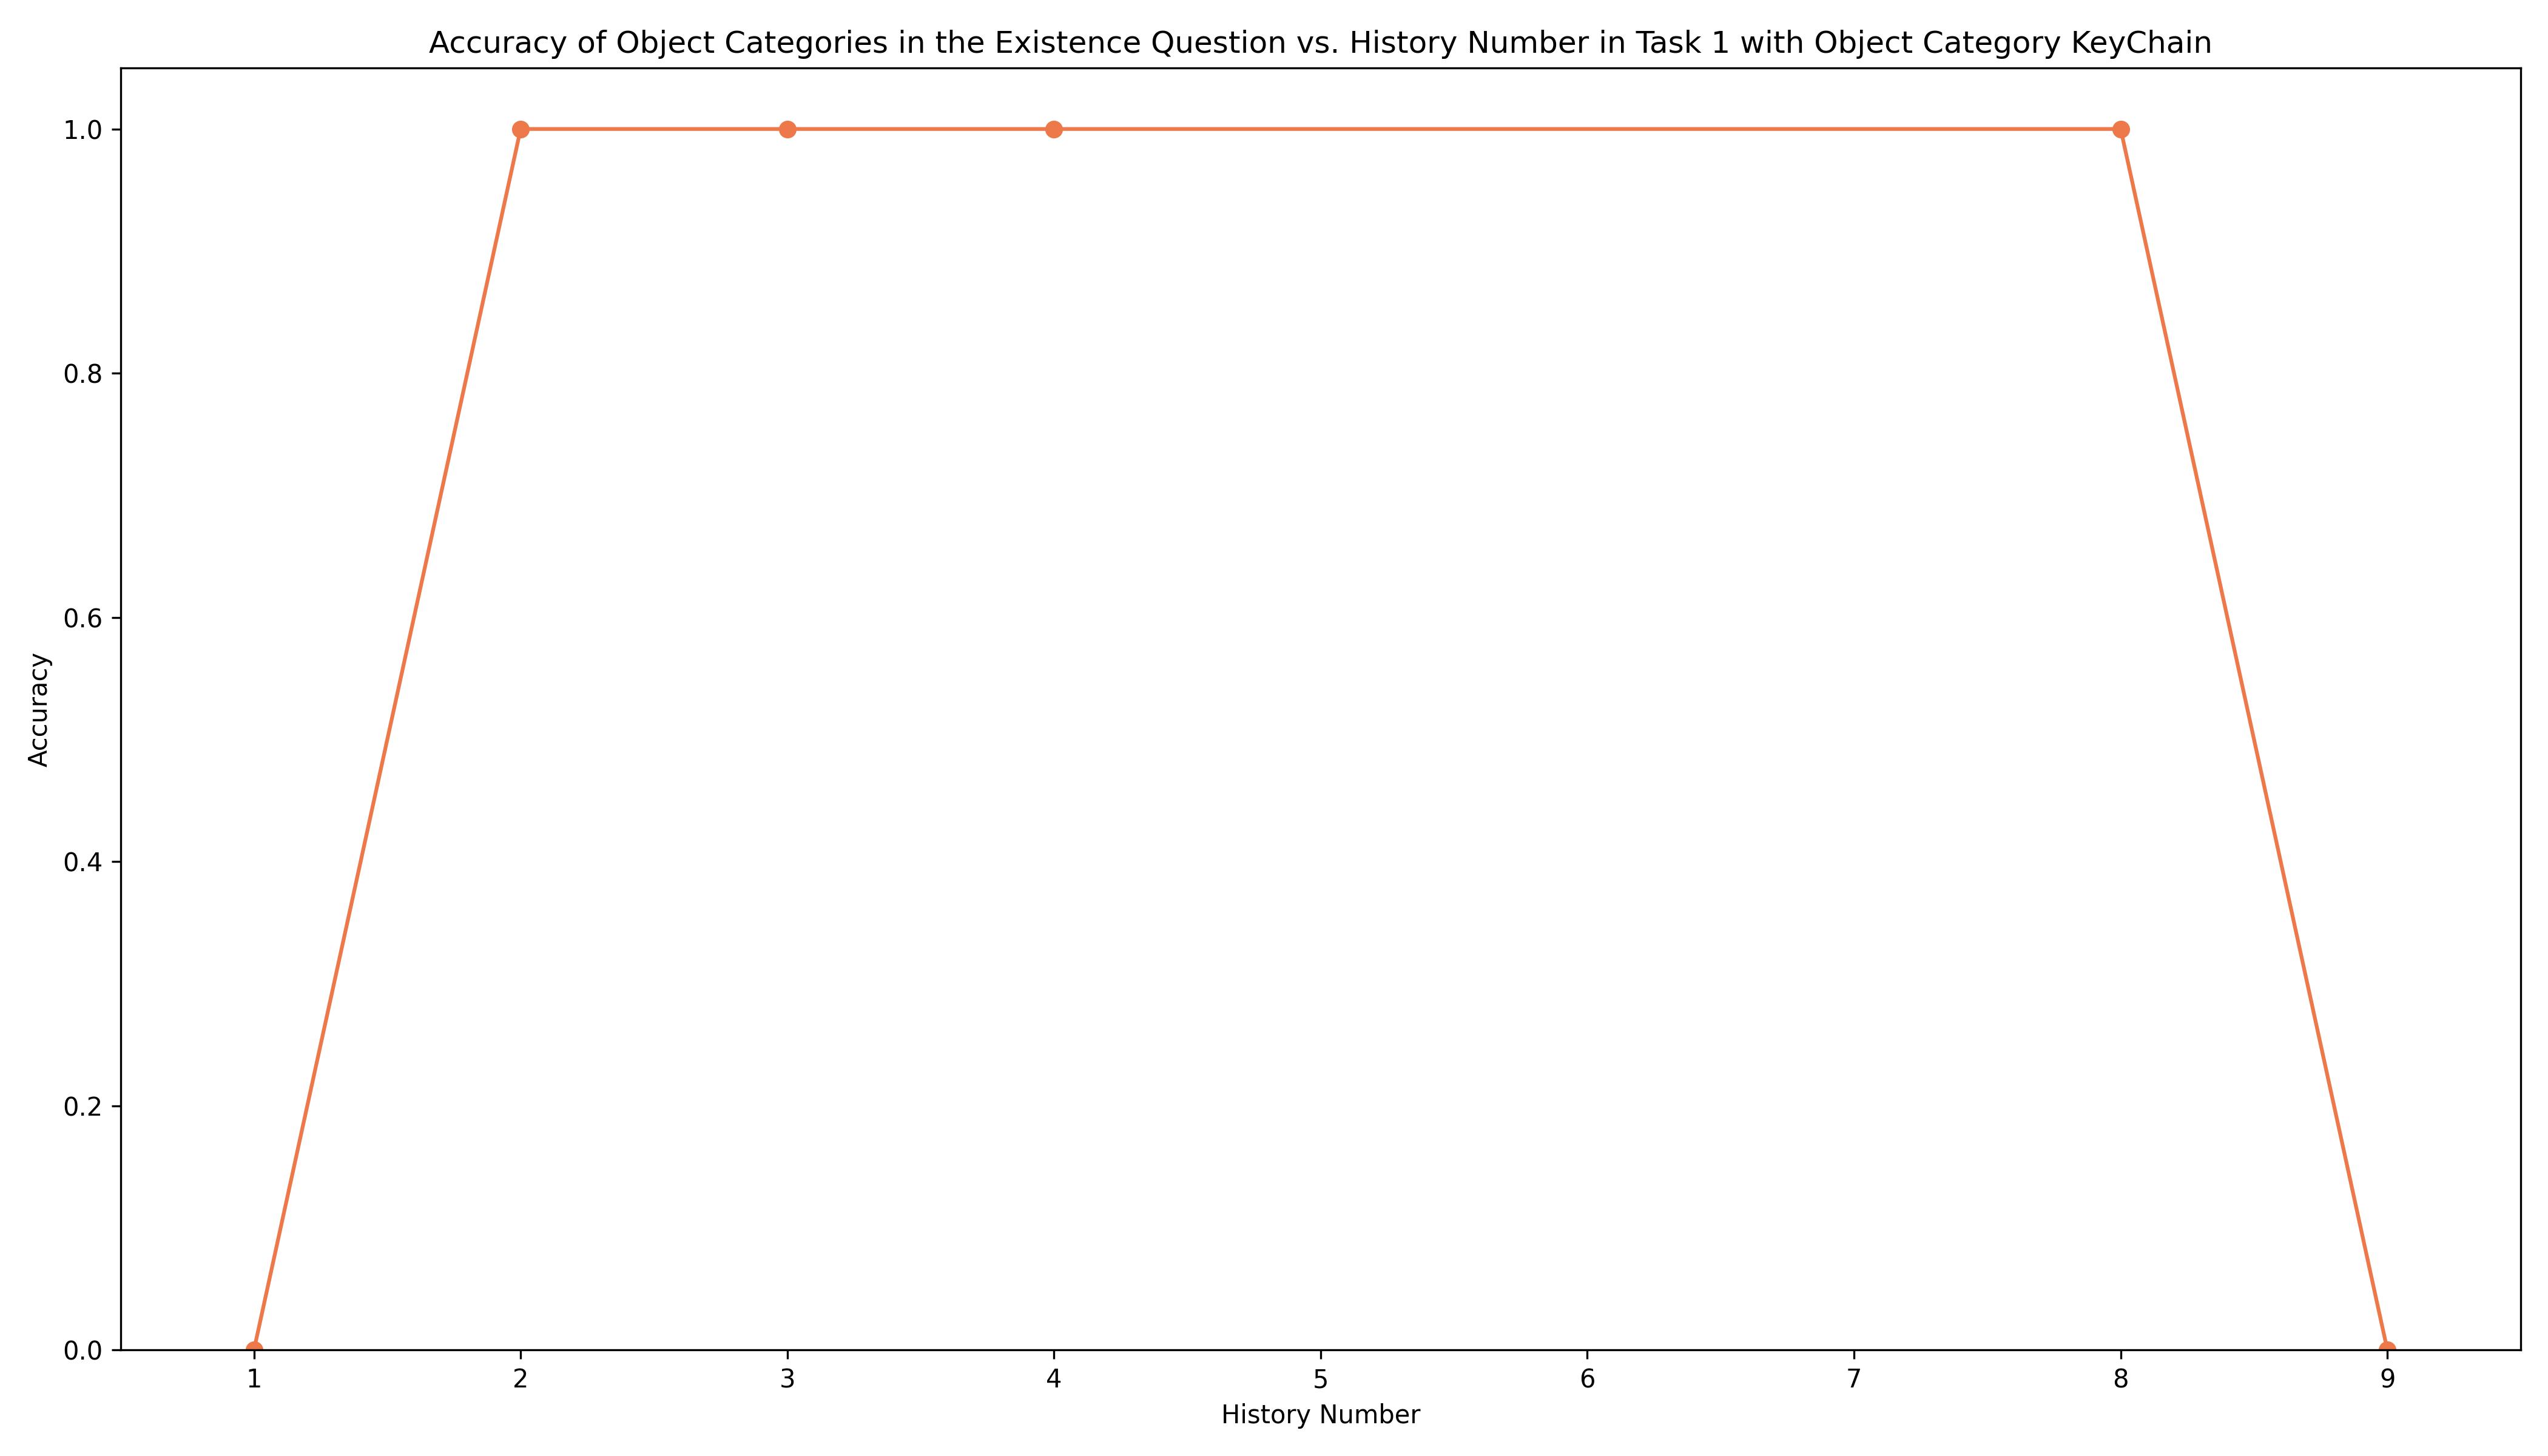 Accuracy of Object Categories in the Existence Question vs. History Number in Task 1 with Object Category KeyChain
1.0
0.8
0.6
0.4
0.2
0.0
Accuracy
1 2 3 4 5 6 7 8 9
History Number